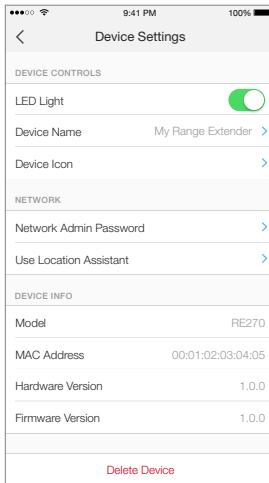 9:41 PM 100%
Device Settings
DEVICE CONTROLS
LED Light
Device Name My Range Extender
Device Icon
NETWORK
Network Admin Password
Use Location Assistant
DEVICE INFO
Model RE270
MAC Address 00:01:02:03:04:05
Hardware Version 1.0.0
Firmware Version 1.0.0
Delete Device